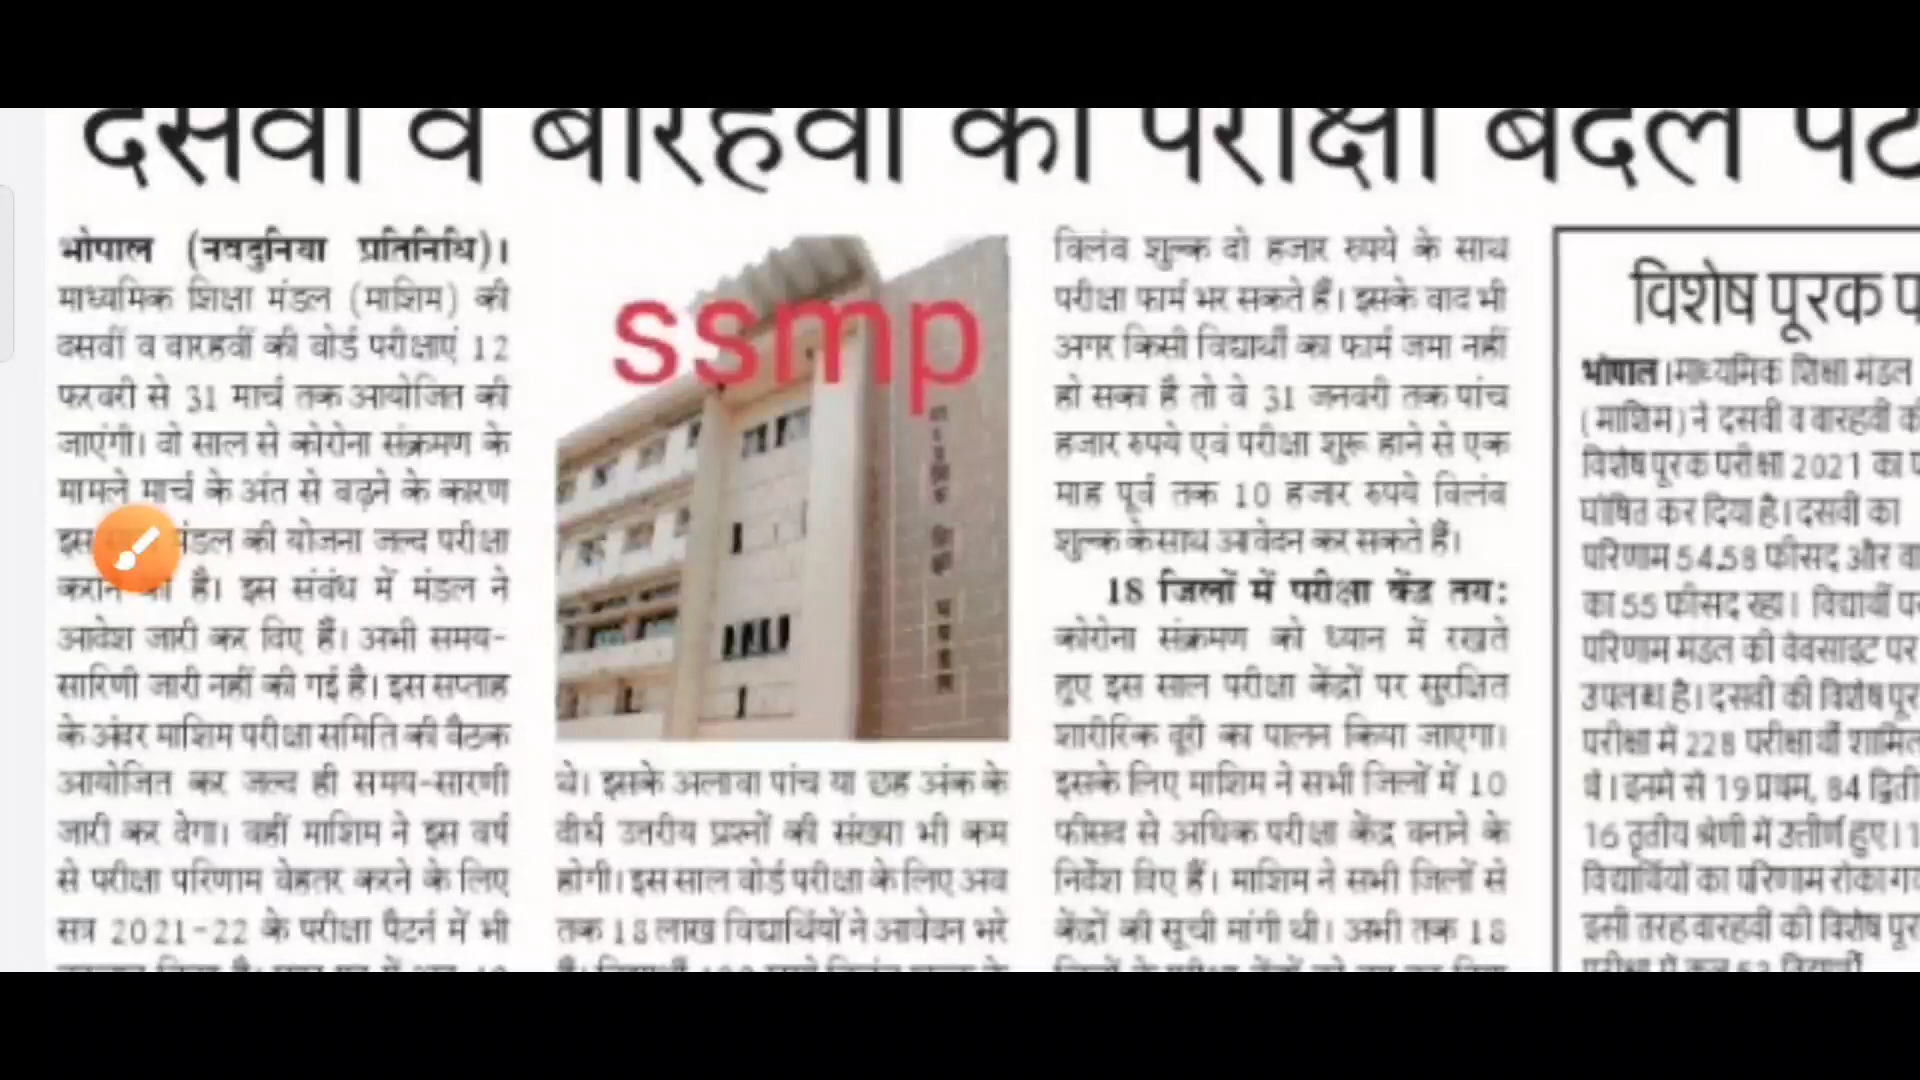 दसवीं व बारहवीं की परीक्षा बदले
भोपाल (नवदुनिया प्रतिनिधि)।
माध्यमिक शिक्षा मंडल (माशिम) की
दसवीं व बारहवीं की बोर्ड परीक्षाएं 12
फरवरी से 31 मार्च तक आयोजित की
जाएंगी। दो साल से कोरोना संक्रमण के
मामले मार्च के अंत से बढ़ने के कारण
इस मंडल की योजना जल्द परीक्षा
कराने की है। इस संबंध में मंडल ने
आदेश जारी कर दिए हैं। अभी समय-
सारिणी जारी नहीं की गई है। इस सप्ताह
के अंदर माशिम परीक्षा समिति की बैठक
आयोजित कर जल्द ही समय-सारणी
जारी कर देगा। वहीं माशिम ने इस वर्ष
से परीक्षा परिणाम बेहतर करने के लिए
सत्र 2021-22 के परीक्षा पैटर्न में भी
ssmp
थे। इसके अलावा पांच या छह अंक के
दीर्घ उत्तरीय प्रश्नों की संख्या भी कम
होगी। इस साल बोर्ड परीक्षा के लिए अब
तक 18 लाख विद्यार्थियों ने आवेदन भरे
विलंब शुल्क दो हजार रुपये के साथ
परीक्षा फार्म भर सकते हैं। इसके बाद भी
अगर किसी विद्यार्थी का फार्म जमा नहीं
हो सका है तो वे 31 जनवरी तक पांच
हजार रुपये एवं परीक्षा शुरू होने से एक
माह पूर्व तक 10 हजार रुपये विलंब
शुल्क के साथ आवेदन कर सकते हैं।
18 जिलों में परीक्षा केंद्र तय:
कोरोना संक्रमण को ध्यान में रखते
हुए इस साल परीक्षा केंद्रों पर सुरक्षित
शारीरिक दूरी का पालन किया जाएगा।
इसके लिए माशिम ने सभी जिलों में 10
फीसद से अधिक परीक्षा केंद्र बनाने के
निर्देश दिए हैं। माशिम ने सभी जिलों से
केंद्रों की सूची मांगी थी। अभी तक 18
विशेष पूरक
भोपाल। माध्यमिक शिक्षा मंडल
(माशिम) ने दसवीं व बारहवीं की
विशेष पूरक परीक्षा 2021 का
घोषित कर दिया है। दसवीं का
परिणाम 54.58 फीसद और
का 55 फीसद रहा। विद्यार्थी
परिणाम मंडल की वेबसाइट पर
उपलब्ध है। दसवीं की विशेष
परीक्षा में 228 परीक्षार्थी शामिल
थे। इनमें से 19 प्रथम, 84
16 तृतीय श्रेणी में उत्तीर्ण हुए।
विद्यार्थियों का परिणाम रोका
इसी तरह बारहवीं की विशेष